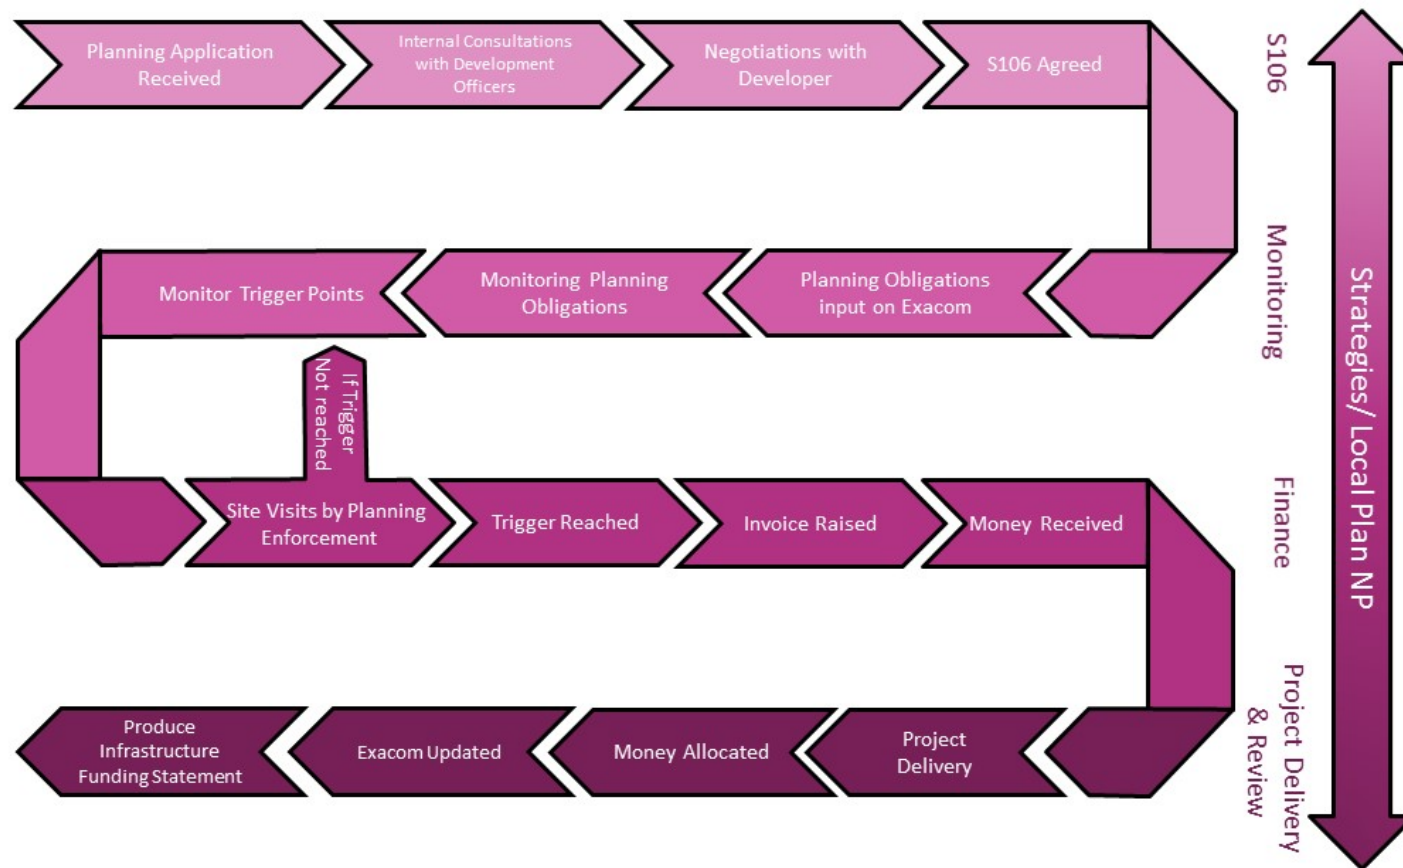 Planning Application
Received
Internal Consultations
with Development
Officers
Negotiations with
Developer
S106 Agreed
S106
Monitor Trigger Points
Monitoring Planning
Obligations
Planning Obligations
input on Exacom
Monitoring
If Trigger
Not reached
Site Visits by Planning
Enforcement
Trigger Reached
Invoice Raised
Money Received
Finance
Produce
Infrastructure
Funding Statement
Exacom Updated
Money Allocated
Project
Delivery
Project Delivery
& Review
Strategies/ Local Plan NP